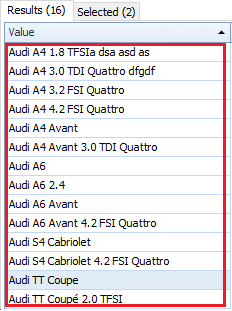 Results (16)
Selected (2)
Value
Audi A4 1.8 TFSIa dsa asd as
Audi A4 3.0 TDI Quattro dfgdf
Audi A4 3.2 FSI Quattro
Audi A4 4.2 FSI Quattro
Audi A4 Avant
Audi A4 Avant 3.0 TDI Quattro
Audi A6
Audi A6 2.4
Audi A6 Avant
Audi A6 Avant 4.2 FSI Quattro
Audi S4 Cabriolet
Audi S4 Cabriolet 4.2 FSI Quattro
Audi TT Coupe
Audi TT Coupé 2.0 TFSI